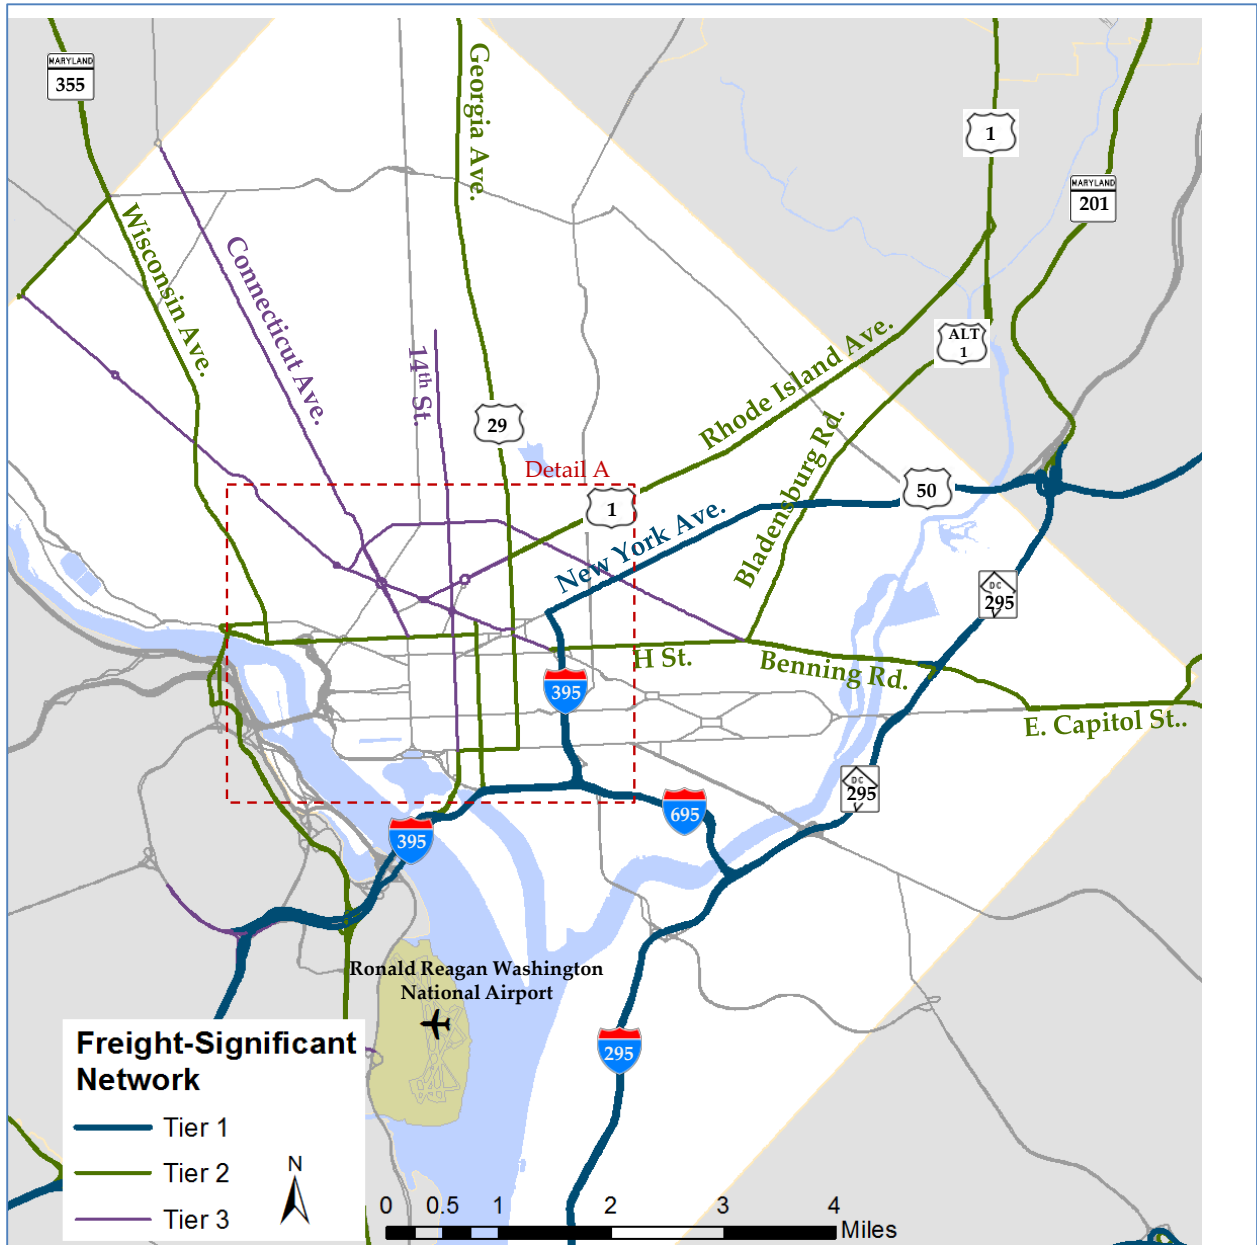 MARYLAND
355
Georgia Ave.
1
MARYLAND
201
Wisconsin Ave.
Connecticut Ave.
14th St.
29
Rhode Island Ave.
ALT
1
Bladensburg Rd.
Detail A
1
New York Ave.
50
DC
295
H St.
Benning Rd.
E. Capitol St..
395
DC
295
695
395
Ronald Reagan Washington
National Airport
295
Freight-Significant
Network
Tier 1
Tier 2
Tier 3
N
0 0.5 1 2 3 4
Miles